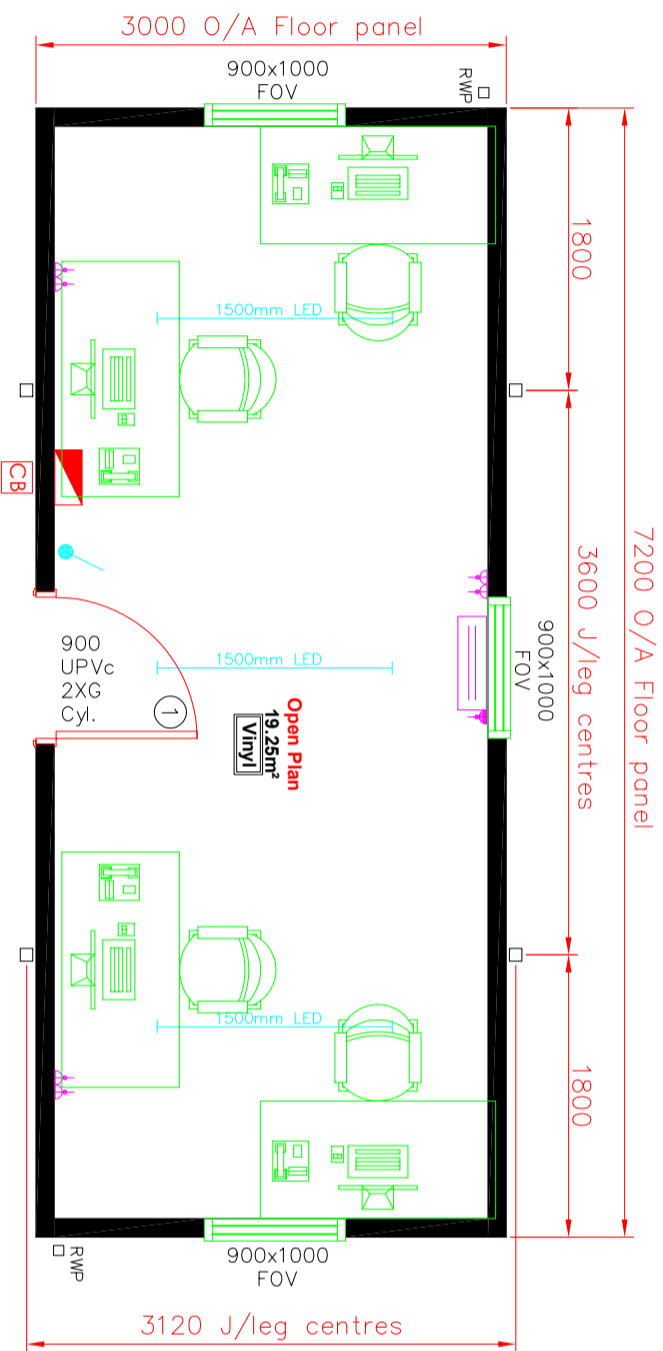 3000 O/A Floor panel
900x1000
FOV
RWP
1800
1500mm LED
7200 O/A Floor panel
3600 J/leg centres
CB
900x1000
FOV
900
UPVc
2XG
Cyl.
1
1500mm LED
Open Plan
19.25m²
Vinyl
1500mm LED
1800
RWP
900x1000
FOV
3120 J/leg centres